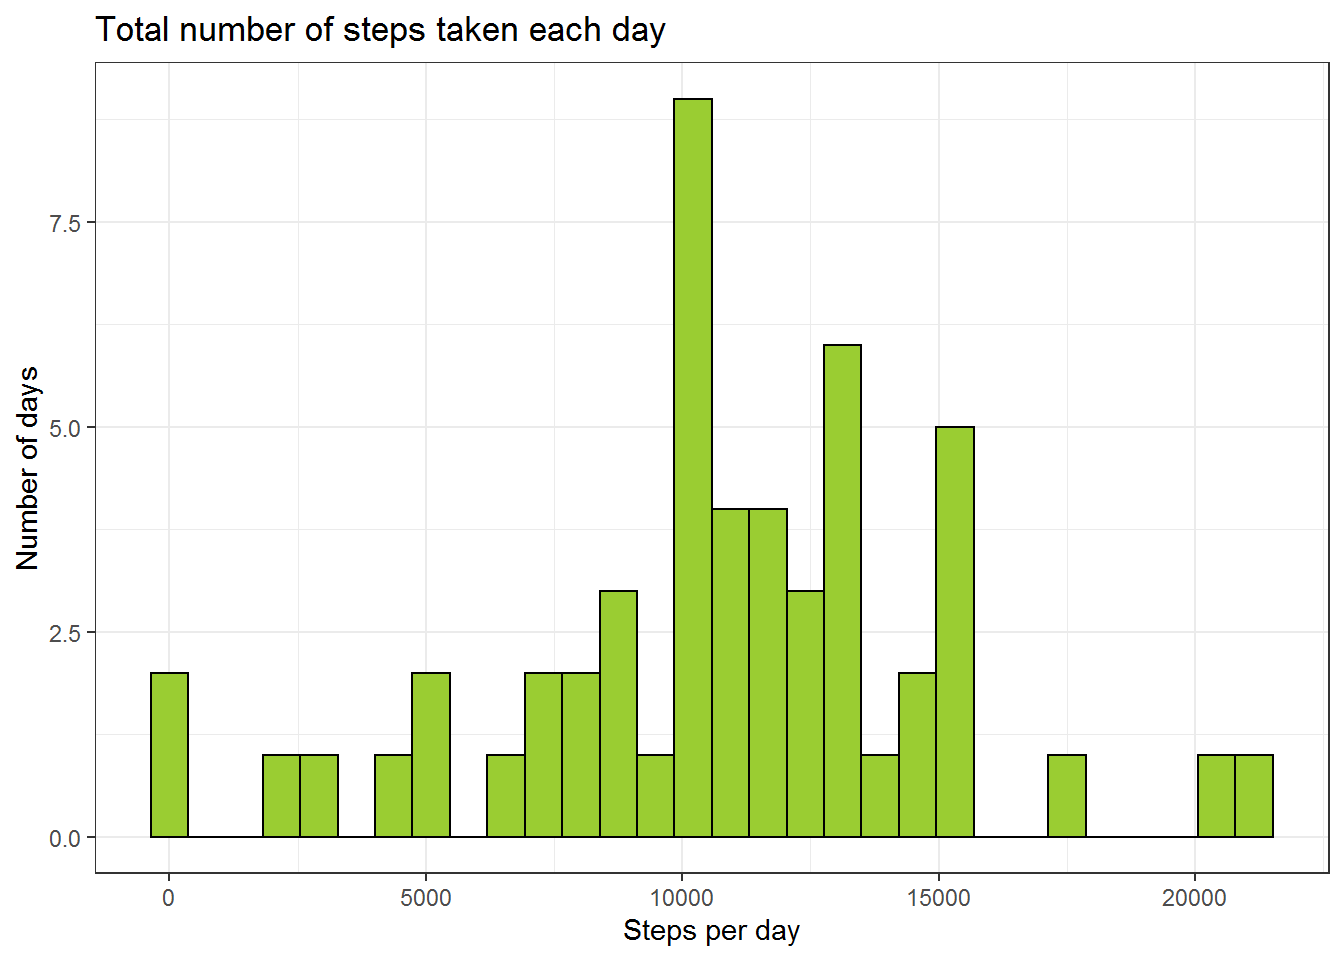 Total number of steps taken each day
Number of days
7.5
5.0
2.5
0.0
0 5000 10000 15000 20000
Steps per day